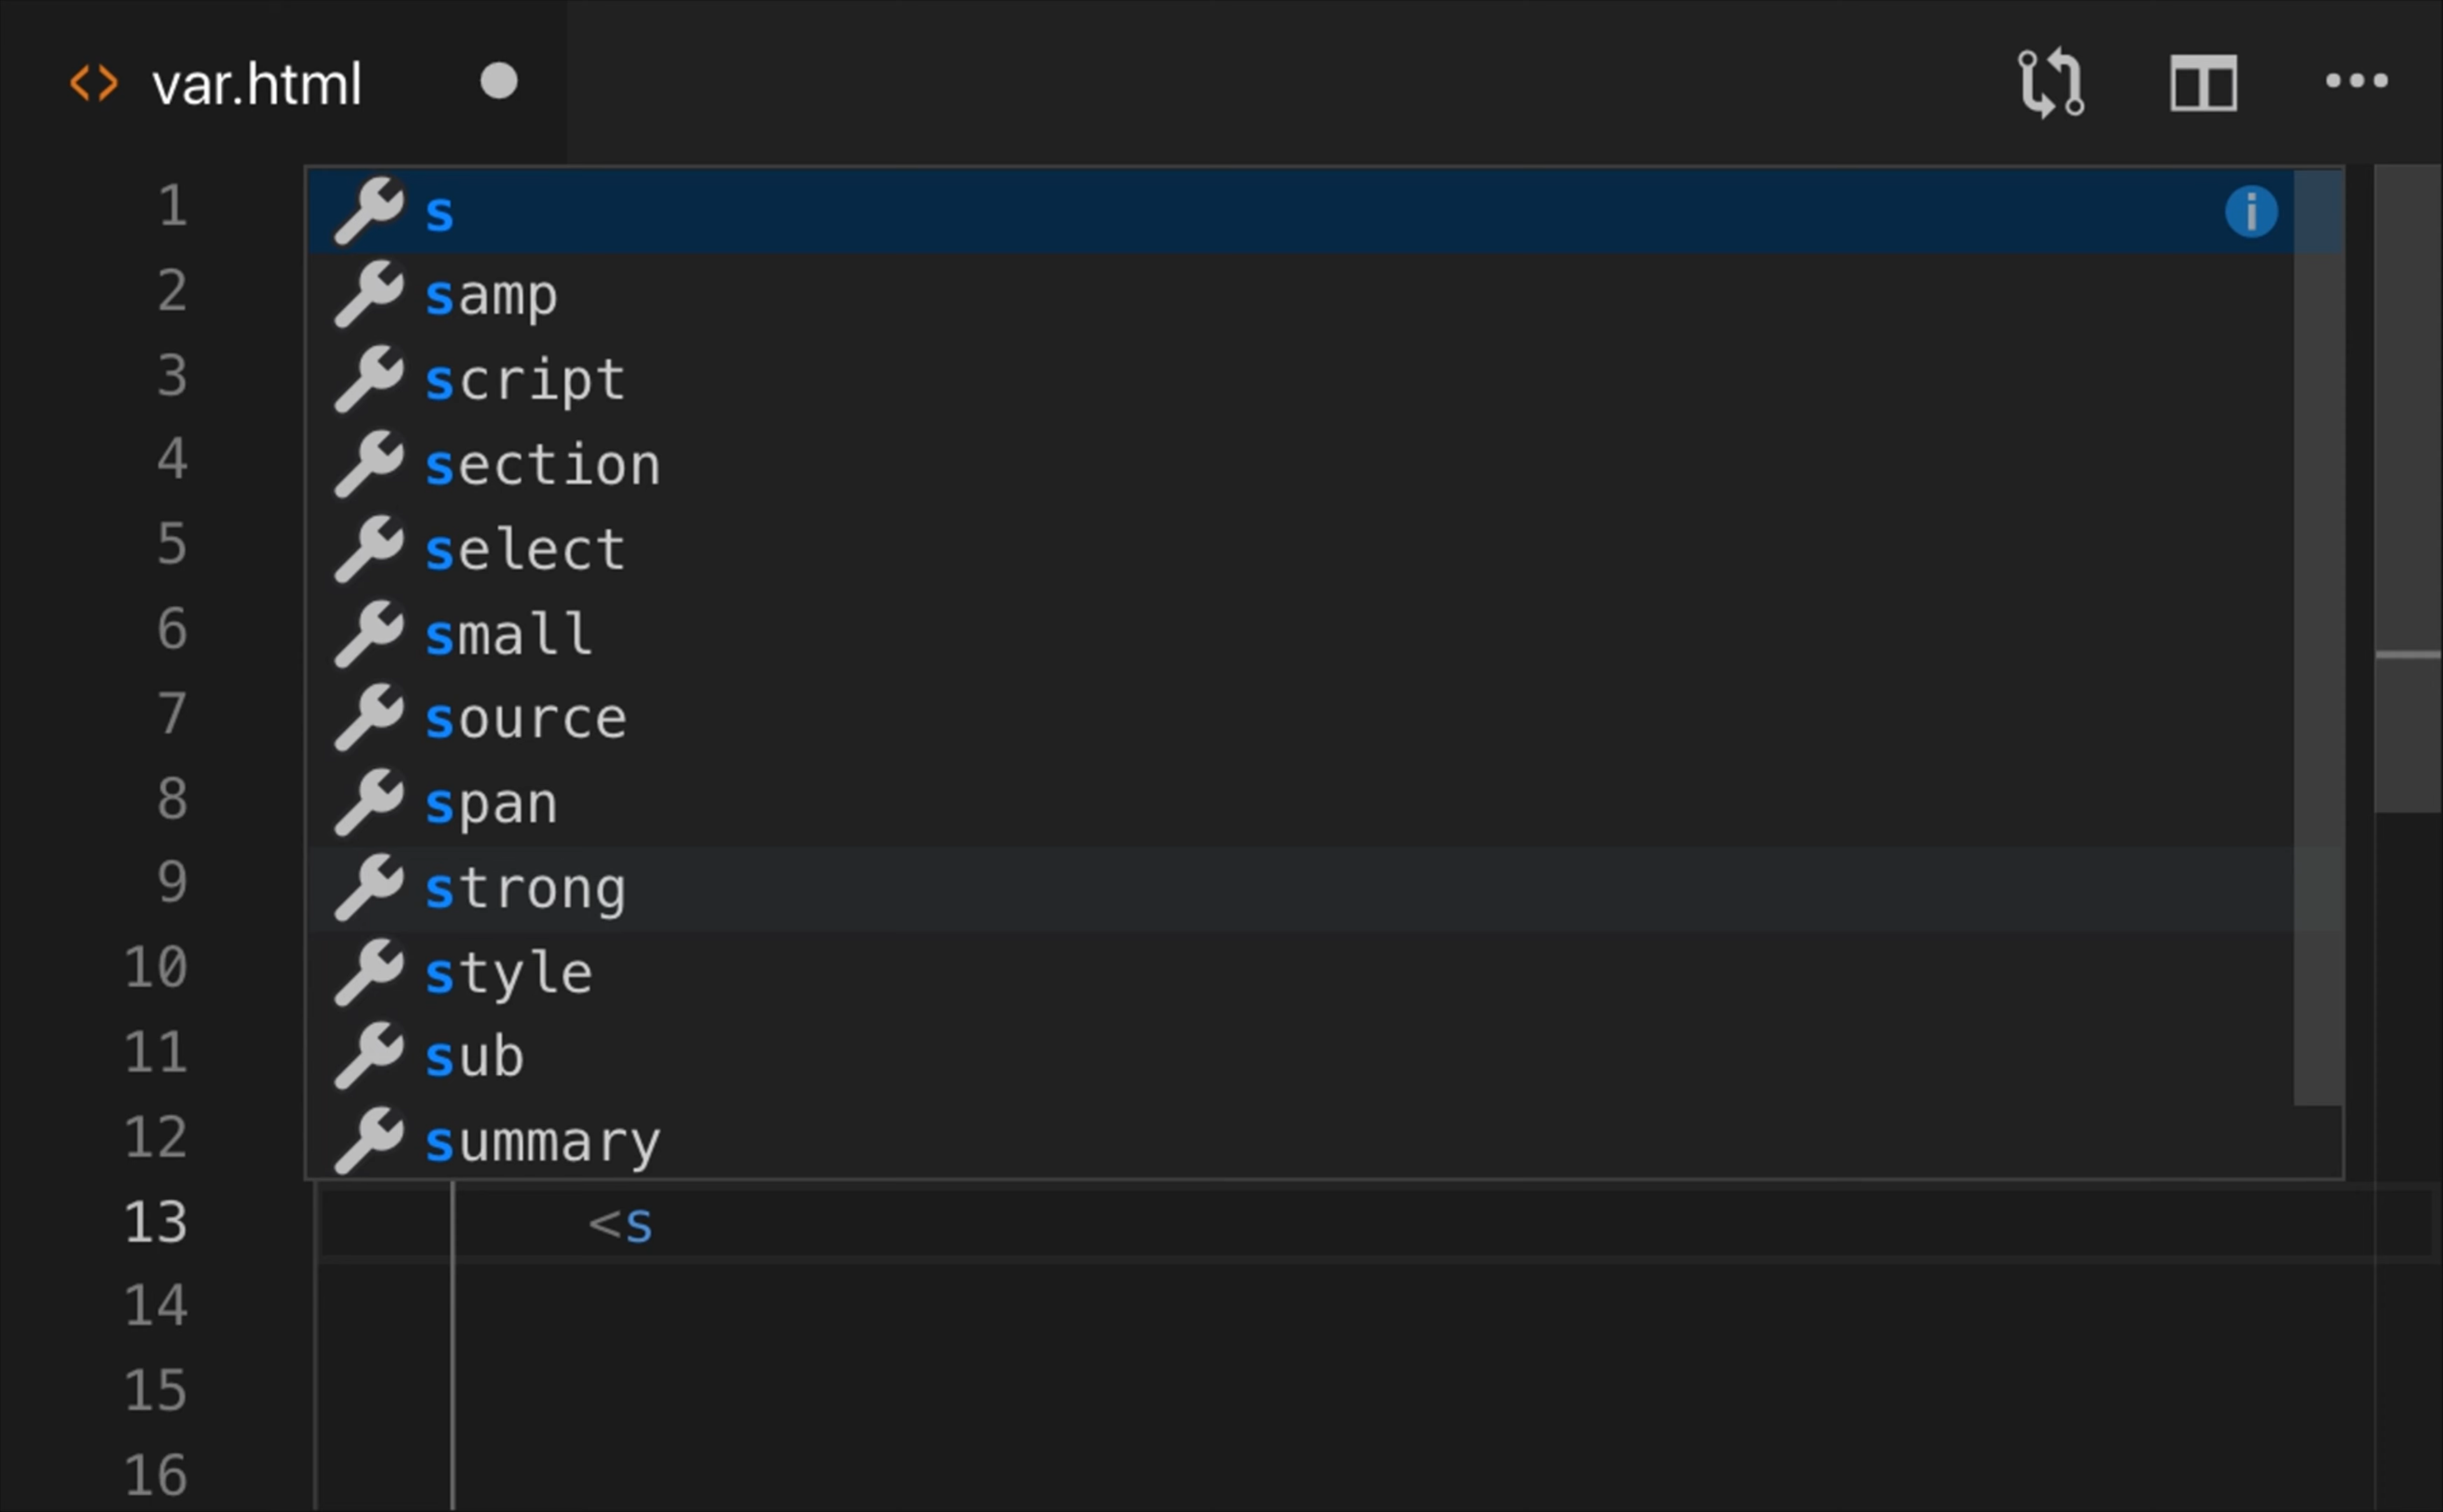 var.html
1
s
2
samp
3
script
4
section
5
select
6
small
7
source
8
span
9
strong
10
style
11
sub
12
summary
13 <s
14
15
16